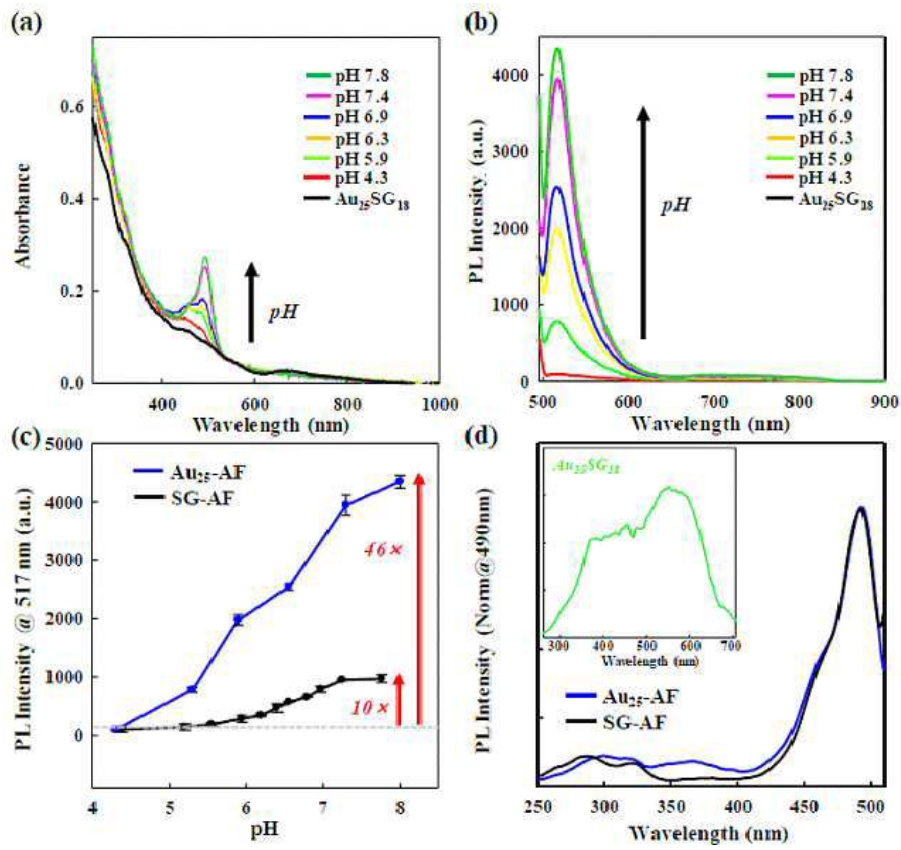 (a)
0.6
0.4
0.2
0.0
Absorbance
pH 7.8
pH 7.4
pH 6.9
pH 6.3
pH 5.9
pH 4.3
Au₂₅SG₁₈
pH
400
600
800
1000
Wavelength (nm)
(b)
4000
3000
2000
1000
0
PL Intensity (a.u.)
pH 7.8
pH 7.4
pH 6.9
pH 6.3
pH 5.9
pH 4.3
Au₂₅SG₁₈
pH
500
600
700
800
900
Wavelength (nm)
(c)
5000
4000
3000
2000
1000
0
PL Intensity @ 517 nm (a.u.)
Au₂₅-AF
SG-AF
46×
10×
4
5
6
7
8
pH
(d)
PL Intensity (Norm@490nm)
Au₂₅SG₁₈
300
400
500
600
700
Wavelength (nm)
Au₂₅-AF
SG-AF
250
300
350
400
450
500
Wavelength (nm)